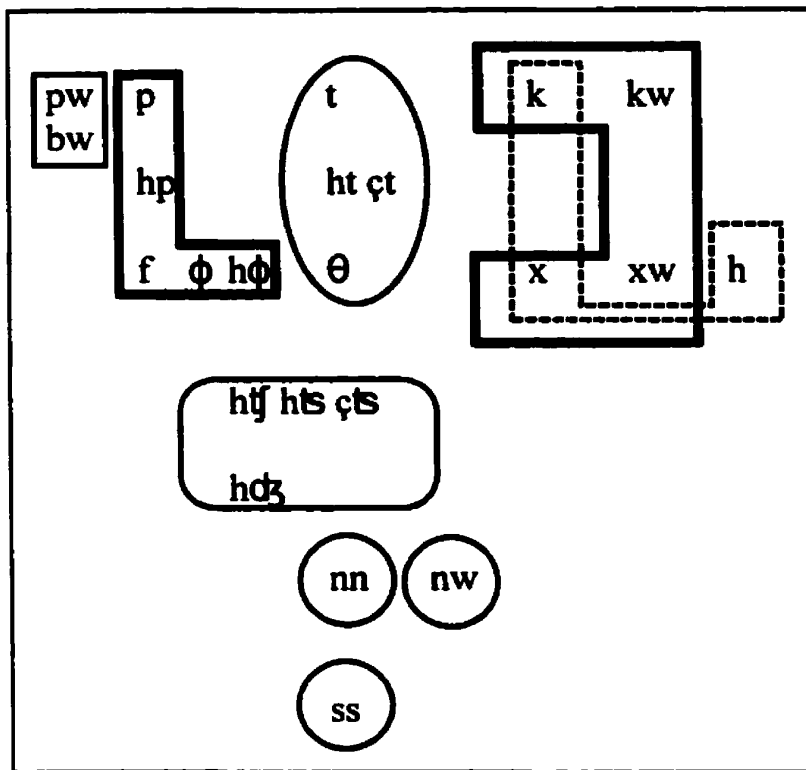 pw p t k kw
bw
hp ht çt
f ɸ hɸ θ x xw h
htʃ hts çts
hdʒ
nn nw
ss